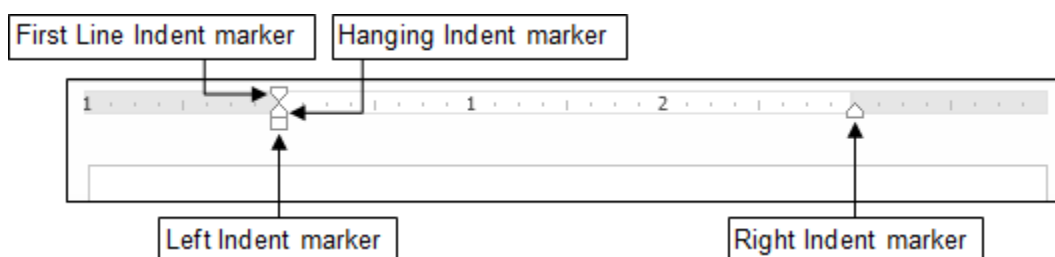 First Line Indent marker
Hanging Indent marker
1 1 2
Left Indent marker
Right Indent marker